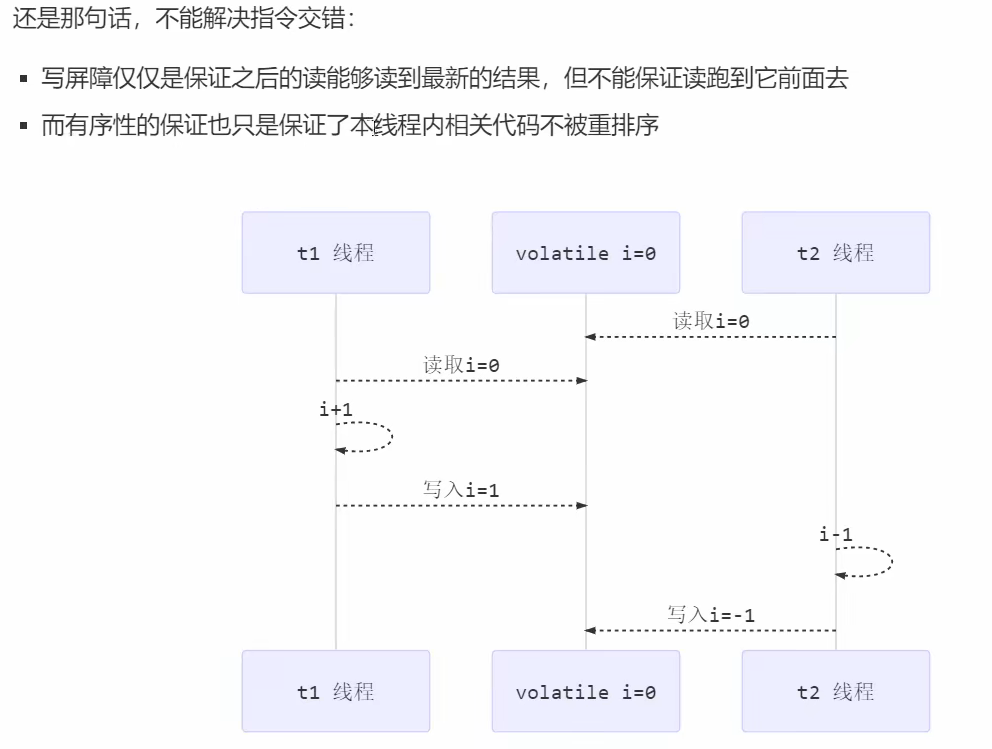 还是那句话，不能解决指令交错：
▪ 写屏障仅仅是保证之后的读能够读到最新的结果，但不能保证读跑到它前面去
▪ 而有序性的保证也只是保证了本线程内相关代码不被重排序
t1 线程
volatile i=0
t2 线程
读取i=0
读取i=0
i+1
写入i=1
i-1
写入i=-1
t1 线程
volatile i=0
t2 线程